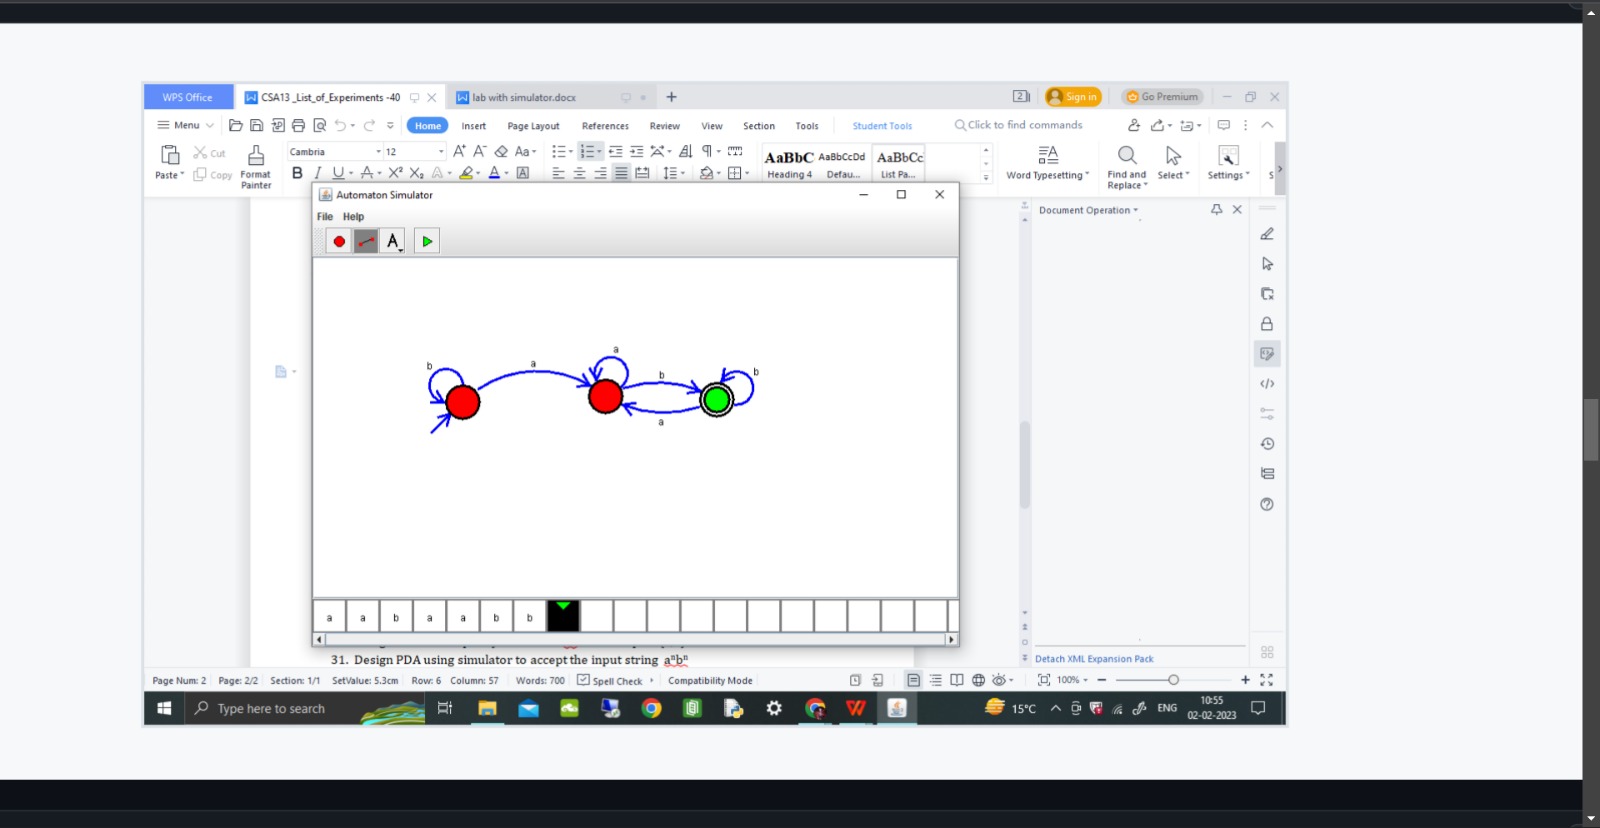 WPS Office CSA13 _List_of_Experiments -40 lab with simulator.docx + 2 Sign in Go Premium
Menu Home Insert Page Layout References Review View Section Tools Student Tools Click to find commands
Cut Cambria 12 A+ A- Aa AaBbC AaBbCcDd AaBbCc
Paste Copy Format Painter B I U A X² X₂ A A A Heading 4 Defau... List Pa... Word Typesetting Find and Replace Select Settings S
Automaton Simulator
File Help
A
Document Operation
b a a b b
a
a a b a a b b
31. Design PDA using simulator to accept the input string aⁿbⁿ
Detach XML Expansion Pack
Page Num: 2 Page: 2/2 Section: 1/1 SetValue: 5.3cm Row: 6 Column: 57 Words: 700 Spell Check Compatibility Mode 100%
Type here to search 15°C ENG 10:55
02-02-2023